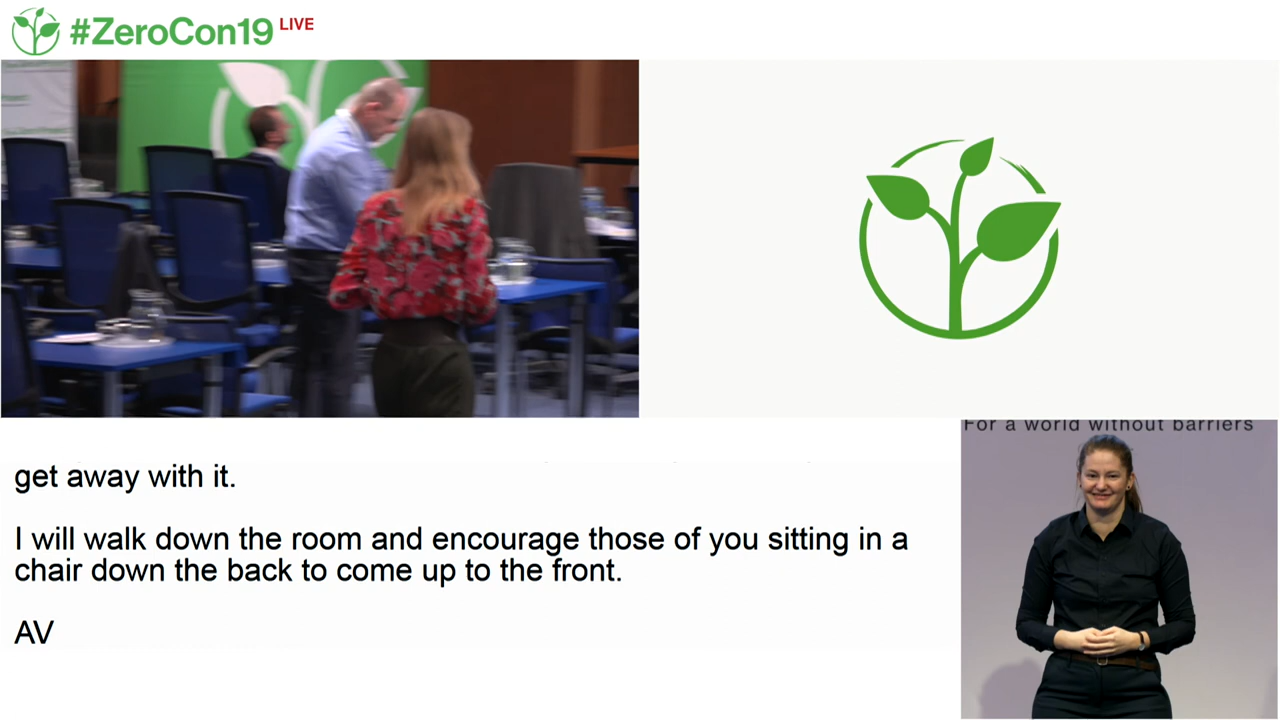 #ZeroCon19 LIVE
For a world without barriers
get away with it.
I will walk down the room and encourage those of you sitting in a
chair down the back to come up to the front.
AV